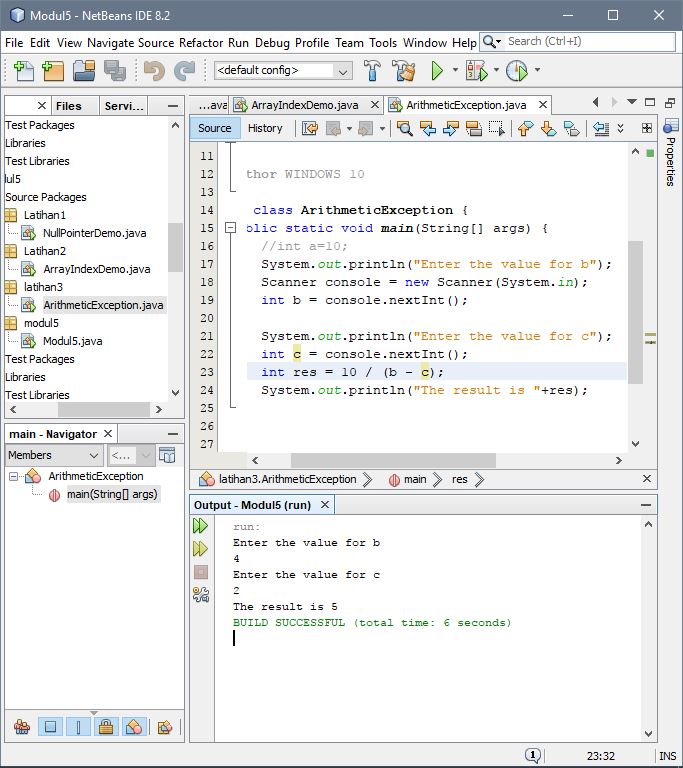 Modul5 - NetBeans IDE 8.2
File Edit View Navigate Source Refactor Run Debug Profile Team Tools Window Help
Search (Ctrl+I)
<default config>
Files
Servi...
Test Packages
Libraries
Test Libraries
lul5
Source Packages
Latihan1
NullPointerDemo.java
Latihan2
ArrayIndexDemo.java
latihan3
ArithmeticException.java
modul5
Modul5.java
Test Packages
Libraries
Test Libraries
main - Navigator
Members
<...
ArithmeticException
main(String[] args)
...ava
ArrayIndexDemo.java
ArithmeticException.java
Source
History
11
12 thor WINDOWS 10
13
14 class ArithmeticException {
15 blic static void main(String[] args) {
16 //int a=10;
17 System.out.println("Enter the value for b");
18 Scanner console = new Scanner(System.in);
19 int b = console.nextInt();
20
21 System.out.println("Enter the value for c");
22 int c = console.nextInt();
23 int res = 10 / (b - c);
24 System.out.println("The result is "+res);
25
26
27
latihan3.ArithmeticException
main
res
Properties
Output - Modul5 (run)
run:
Enter the value for b
4
Enter the value for c
2
The result is 5
BUILD SUCCESSFUL (total time: 6 seconds)
1
23:32
INS